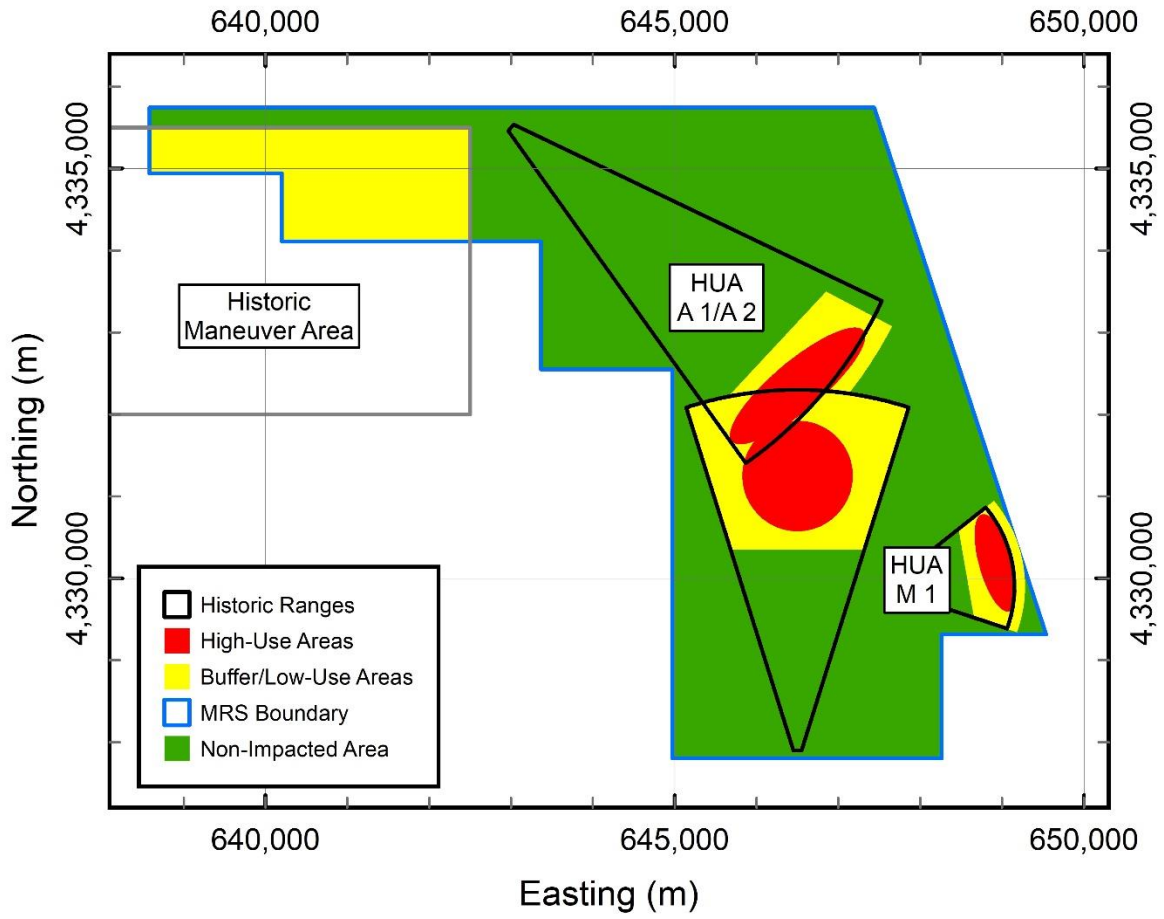 640,000 645,000 650,000
4,335,000
4,335,000
HUA
A 1/A 2
Historic
Maneuver Area
Northing (m)
HUA
M 1
4,330,000
4,330,000
Historic Ranges
High-Use Areas
Buffer/Low-Use Areas
MRS Boundary
Non-Impacted Area
640,000 645,000 650,000
Easting (m)